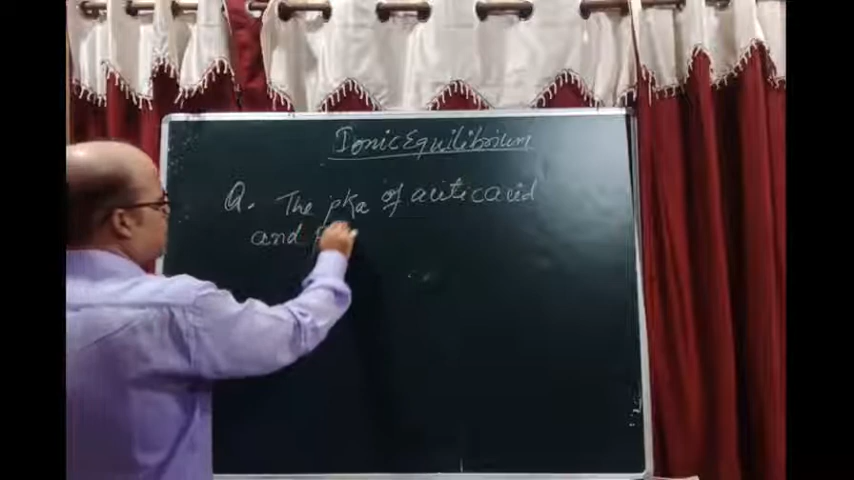 Ionic Equilibrium
Q. The pka of acetic acid
and